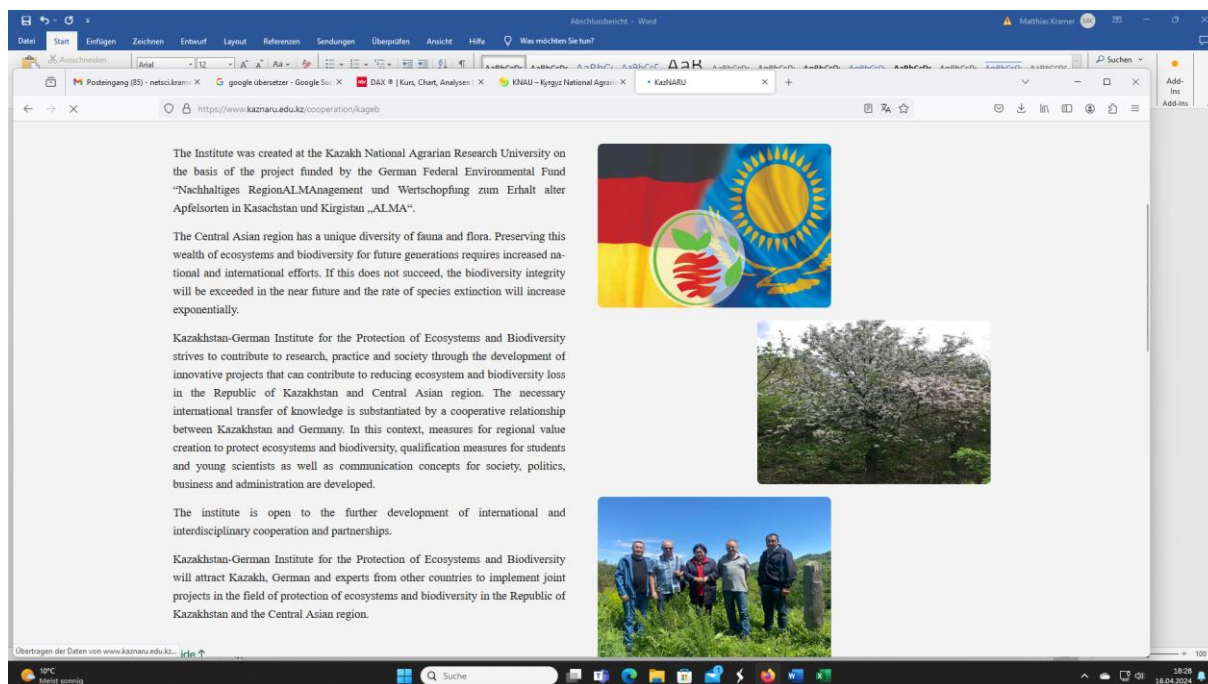 Abschlussbericht - Word
Matthias Kramer
MK
Datei Start Einfügen Zeichnen Entwurf Layout Referenzen Sendungen Überprüfen Ansicht Hilfe Was möchten Sie tun?
Ausschneiden Arial 12 Suchen
Posteingang (85) - netsci.kram
google übersetzer - Google Su
DAX ® | Kurs, Chart, Analysen |
KNAU – Kyrgyz National Agrari
KazNARU
Add-
Ins
Add-Ins
https://www.kaznaru.edu.kz/cooperation/kageb
The Institute was created at the Kazakh National Agrarian Research University on
the basis of the project funded by the German Federal Environmental Fund
“Nachhaltiges RegionALMAnagement und Wertschopfung zum Erhalt alter
Apfelsorten in Kasachstan und Kirgistan „ALMA“.
The Central Asian region has a unique diversity of fauna and flora. Preserving this
wealth of ecosystems and biodiversity for future generations requires increased na-
tional and international efforts. If this does not succeed, the biodiversity integrity
will be exceeded in the near future and the rate of species extinction will increase
exponentially.
Kazakhstan-German Institute for the Protection of Ecosystems and Biodiversity
strives to contribute to research, practice and society through the development of
innovative projects that can contribute to reducing ecosystem and biodiversity loss
in the Republic of Kazakhstan and Central Asian region. The necessary
international transfer of knowledge is substantiated by a cooperative relationship
between Kazakhstan and Germany. In this context, measures for regional value
creation to protect ecosystems and biodiversity, qualification measures for students
and young scientists as well as communication concepts for society, politics,
business and administration are developed.
The institute is open to the further development of international and
interdisciplinary cooperation and partnerships.
Kazakhstan-German Institute for the Protection of Ecosystems and Biodiversity
will attract Kazakh, German and experts from other countries to implement joint
projects in the field of protection of ecosystems and biodiversity in the Republic of
Kazakhstan and the Central Asian region.
Übertragen der Daten von www.kaznaru.edu.kz...
100
10°C
Meist sonnig
Suche
18:28
16.04.2024